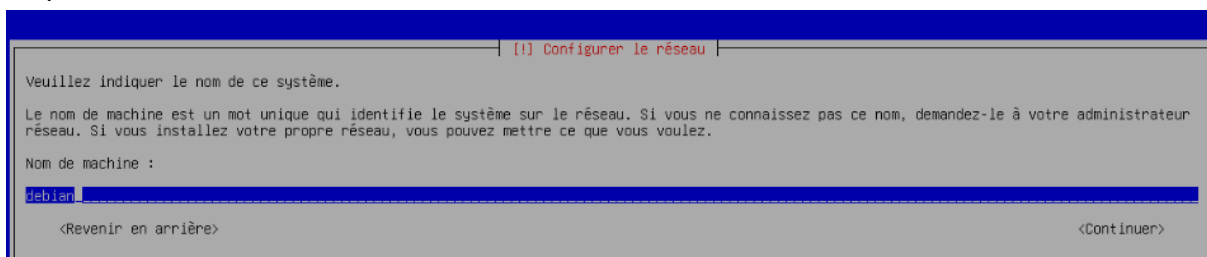 [!] Configurer le réseau
Veuillez indiquer le nom de ce système.
Le nom de machine est un mot unique qui identifie le système sur le réseau. Si vous ne connaissez pas ce nom, demandez-le à votre administrateur
réseau. Si vous installez votre propre réseau, vous pouvez mettre ce que vous voulez.
Nom de machine :
debian
<Revenir en arrière> <Continuer>